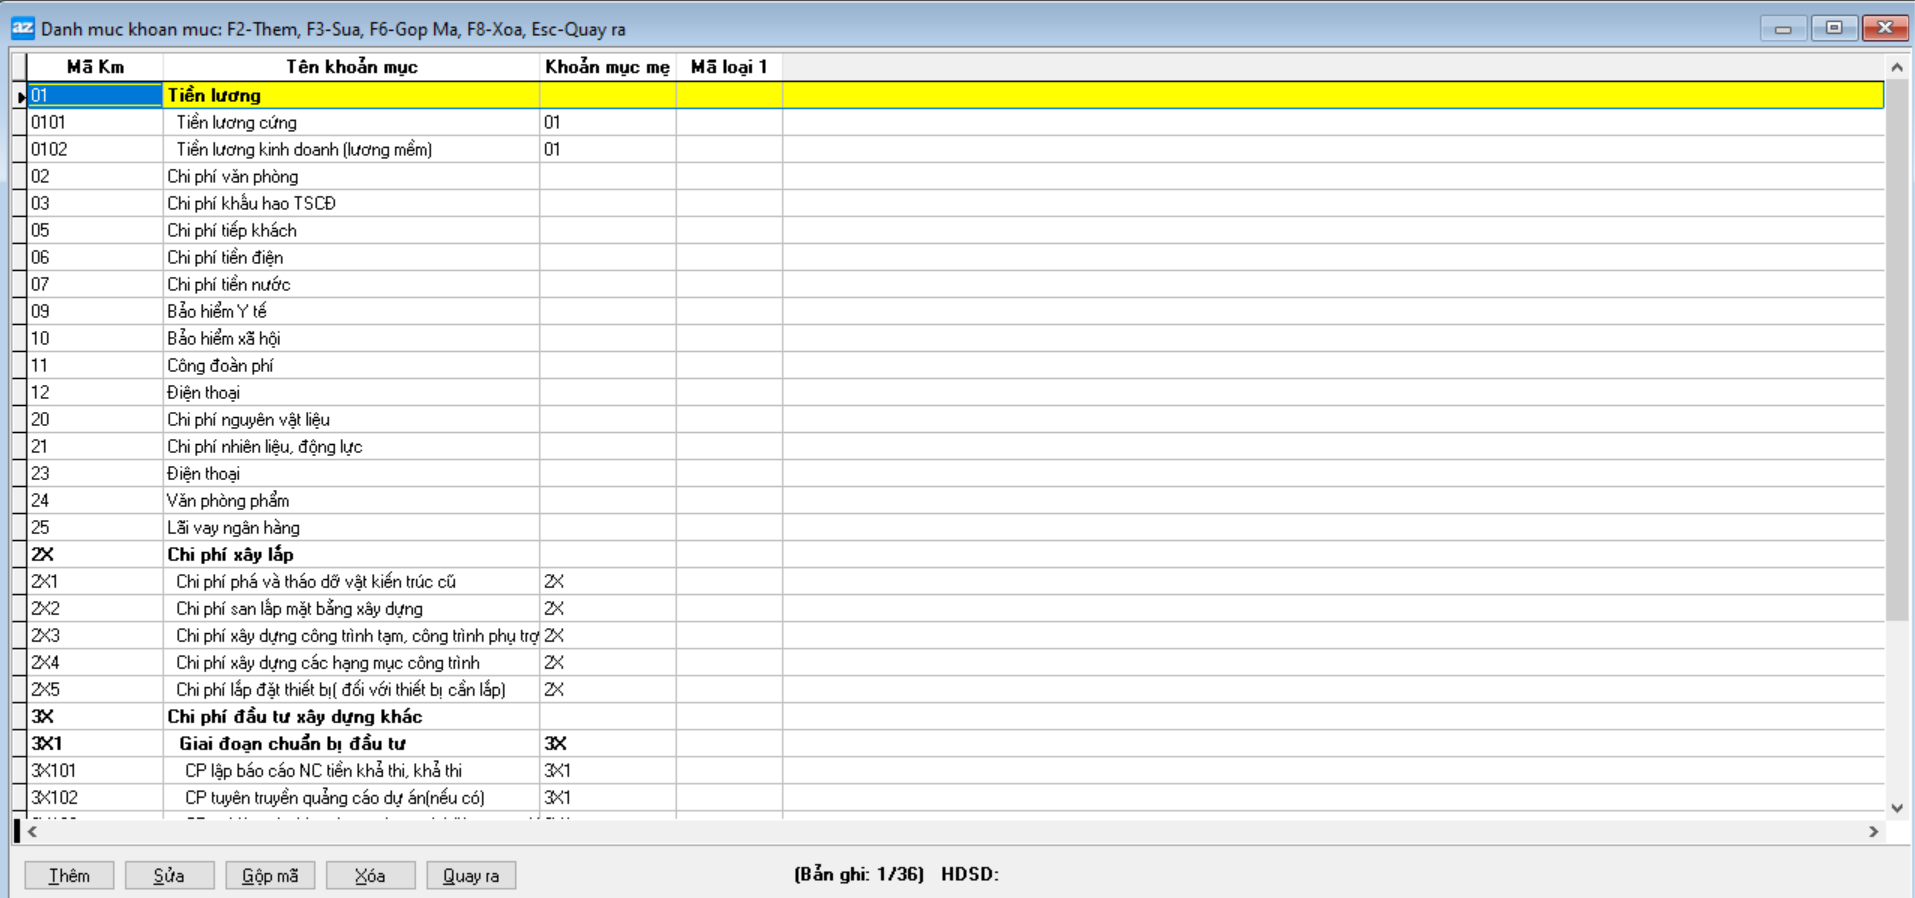 az Danh muc khoan muc: F2-Them, F3-Sua, F6-Gop Ma, F8-Xoa, Esc-Quay ra
Mã Km Tên khoản mục Khoản mục mẹ Mã loại 1
01 Tiền lương
0101 Tiền lương cứng 01
0102 Tiền lương kinh doanh (lương mềm) 01
02 Chi phí văn phòng
03 Chi phí khấu hao TSCĐ
05 Chi phí tiếp khách
06 Chi phí tiền điện
07 Chi phí tiền nước
09 Bảo hiểm Y tế
10 Bảo hiểm xã hội
11 Công đoàn phí
12 Điện thoại
20 Chi phí nguyên vật liệu
21 Chi phí nhiên liệu, động lực
23 Điện thoại
24 Văn phòng phẩm
25 Lãi vay ngân hàng
2X Chi phí xây lắp
2X1 Chi phí phá và tháo dỡ vật kiến trúc cũ 2X
2X2 Chi phí san lắp mặt bằng xây dựng 2X
2X3 Chi phí xây dựng công trình tạm, công trình phụ trợ 2X
2X4 Chi phí xây dựng các hạng mục công trình 2X
2X5 Chi phí lắp đặt thiết bị( đối với thiết bị cần lắp) 2X
3X Chi phí đầu tư xây dựng khác
3X1 Giai đoạn chuẩn bị đầu tư 3X
3X101 CP lập báo cáo NC tiền khả thi, khả thi 3X1
3X102 CP tuyên truyền quảng cáo dự án(nếu có) 3X1
Thêm Sửa Gộp mã Xóa Quay ra (Bản ghi: 1/36) HDSD: